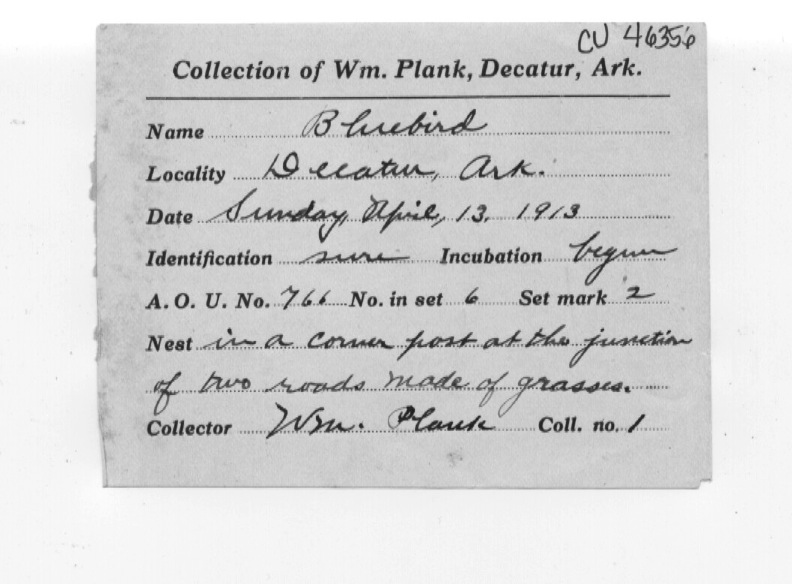 CU 46356
Collection of Wm. Plank, Decatur, Ark.
Name Bluebird
Locality Decatur, Ark.
Date Sunday, April, 13, 1913
Identification sure Incubation begun
A. O. U. No. 766 No. in set 6 Set mark 2
Nest in a corner post at the junction
of two roads made of grasses.
Collector Wm. Plank Coll. no. 1